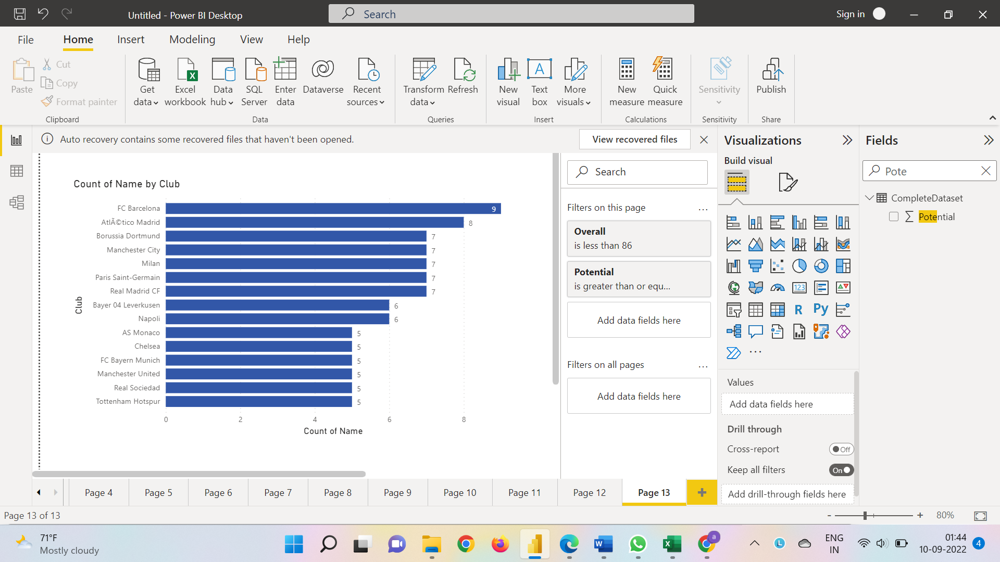 Untitled - Power BI Desktop
Search
Sign in
File
Home
Insert
Modeling
View
Help
Paste
Cut
Copy
Format painter
Clipboard
Get data
Excel workbook
Data hub
SQL Server
Enter data
Dataverse
Recent sources
Data
Transform data
Refresh
Queries
New visual
Text box
More visuals
Insert
New measure
Quick measure
Calculations
Sensitivity
Sensitivity
Publish
Share
Auto recovery contains some recovered files that haven't been opened.
View recovered files
Count of Name by Club
Club
FC Barcelona 9
AtlÃ©tico Madrid 8
Borussia Dortmund 7
Manchester City 7
Milan 7
Paris Saint-Germain 7
Real Madrid CF 7
Bayer 04 Leverkusen 6
Napoli 6
AS Monaco 5
Chelsea 5
FC Bayern Munich 5
Manchester United 5
Real Sociedad 5
Tottenham Hotspur 5
0 2 4 6 8
Count of Name
Search
Filters on this page
...
Overall
is less than 86
Potential
is greater than or equ...
Add data fields here
Filters on all pages
...
Add data fields here
Visualizations
Build visual
123
R
Py
...
Values
Add data fields here
Drill through
Cross-report
Off
Keep all filters
On
Add drill-through fields here
Fields
Pote
CompleteDataset
Potential
Page 4
Page 5
Page 6
Page 7
Page 8
Page 9
Page 10
Page 11
Page 12
Page 13
+
Page 13 of 13
- + 80%
71°F
Mostly cloudy
W
X
a
L
ENG
IN
01:44
10-09-2022
4